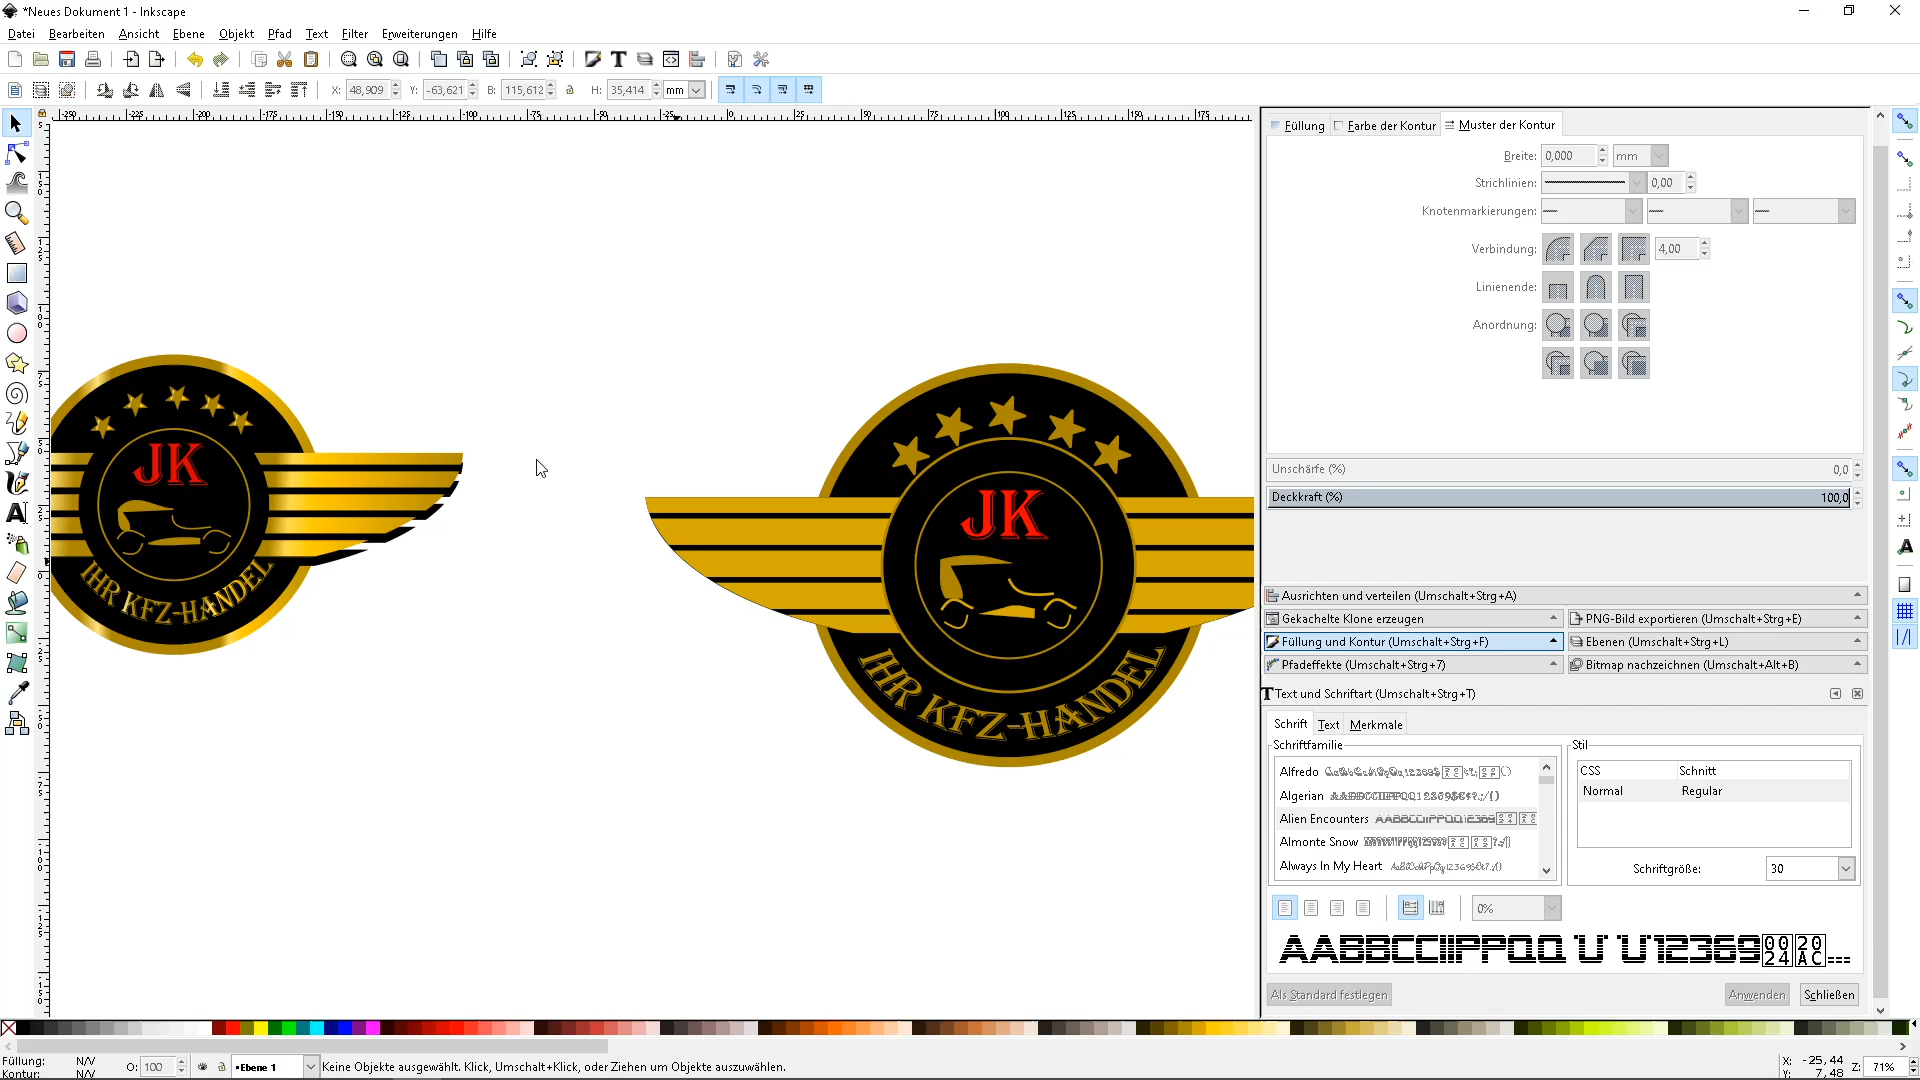 *Neues Dokument 1 - Inkscape
Datei Bearbeiten Ansicht Ebene Objekt Pfad Text Filter Erweiterungen Hilfe
X: 48,909 Y: -63,621 B: 115,612 H: 35,414 mm
Füllung Farbe der Kontur Muster der Kontur
Breite: 0,000 mm
Strichlinien: 0,00
Knotenmarkierungen:
Verbindung: 4,00
Linienende:
Anordnung:
Unschärfe (%) 0,0
Deckkraft (%) 100,0
JK
IHR KFZ-HANDEL
JK
IHR KFZ-HANDEL
Ausrichten und verteilen (Umschalt+Strg+A)
Gekachelte Klone erzeugen PNG-Bild exportieren (Umschalt+Strg+E)
Füllung und Kontur (Umschalt+Strg+F) Ebenen (Umschalt+Strg+L)
Pfadeffekte (Umschalt+Strg+7) Bitmap nachzeichnen (Umschalt+Alt+B)
Text und Schriftart (Umschalt+Strg+T)
Schrift Text Merkmale
Schriftfamilie Stil
Alfredo
Algerian
Alien Encounters
Almonte Snow
Always In My Heart
CSS Schnitt
Normal Regular
Schriftgröße: 30
0%
Als Standard festlegen Anwenden Schließen
Füllung: N/V
Kontur: N/V
O: 100
•Ebene 1
Keine Objekte ausgewählt. Klick, Umschalt+Klick, oder Ziehen um Objekte auszuwählen.
X: -25,44
Y: 7,48
Z: 71%